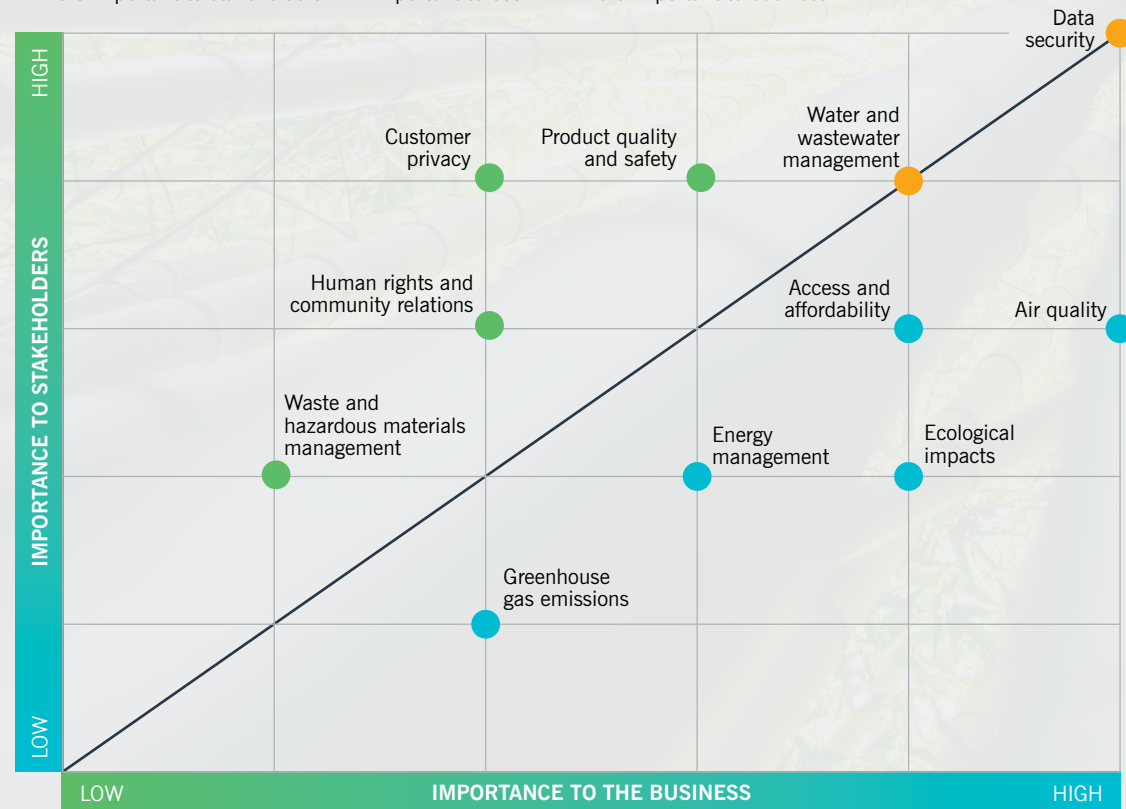 Data
security
HIGH
Customer
privacy
Product quality
and safety
Water and
wastewater
management
Human rights and
community relations
Access and
affordability
Air quality
IMPORTANCE TO STAKEHOLDERS
Waste and
hazardous materials
management
Energy
management
Ecological
impacts
Greenhouse
gas emissions
LOW
LOW
IMPORTANCE TO THE BUSINESS
HIGH